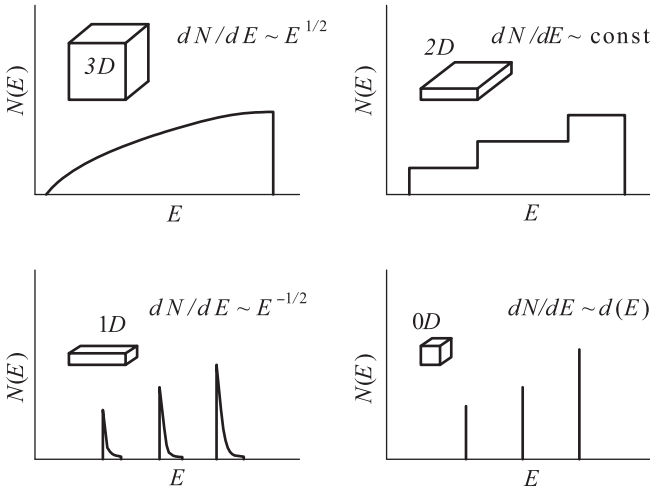 3D
dN/dE ~ E^1/2
N(E)
E
2D
dN/dE ~ const
N(E)
E
1D
dN/dE ~ E^−1/2
N(E)
E
0D
dN/dE ~ d(E)
N(E)
E